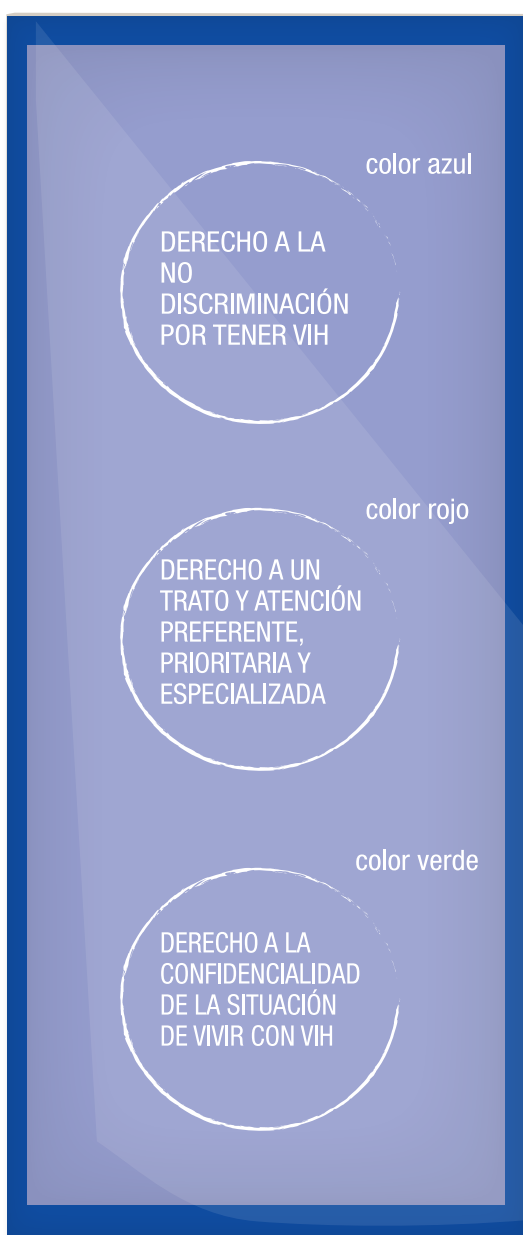 color azul
DERECHO A LA
NO
DISCRIMINACIÓN
POR TENER VIH
color rojo
DERECHO A UN
TRATO Y ATENCIÓN
PREFERENTE,
PRIORITARIA Y
ESPECIALIZADA
color verde
DERECHO A LA
CONFIDENCIALIDAD
DE LA SITUACIÓN
DE VIVIR CON VIH